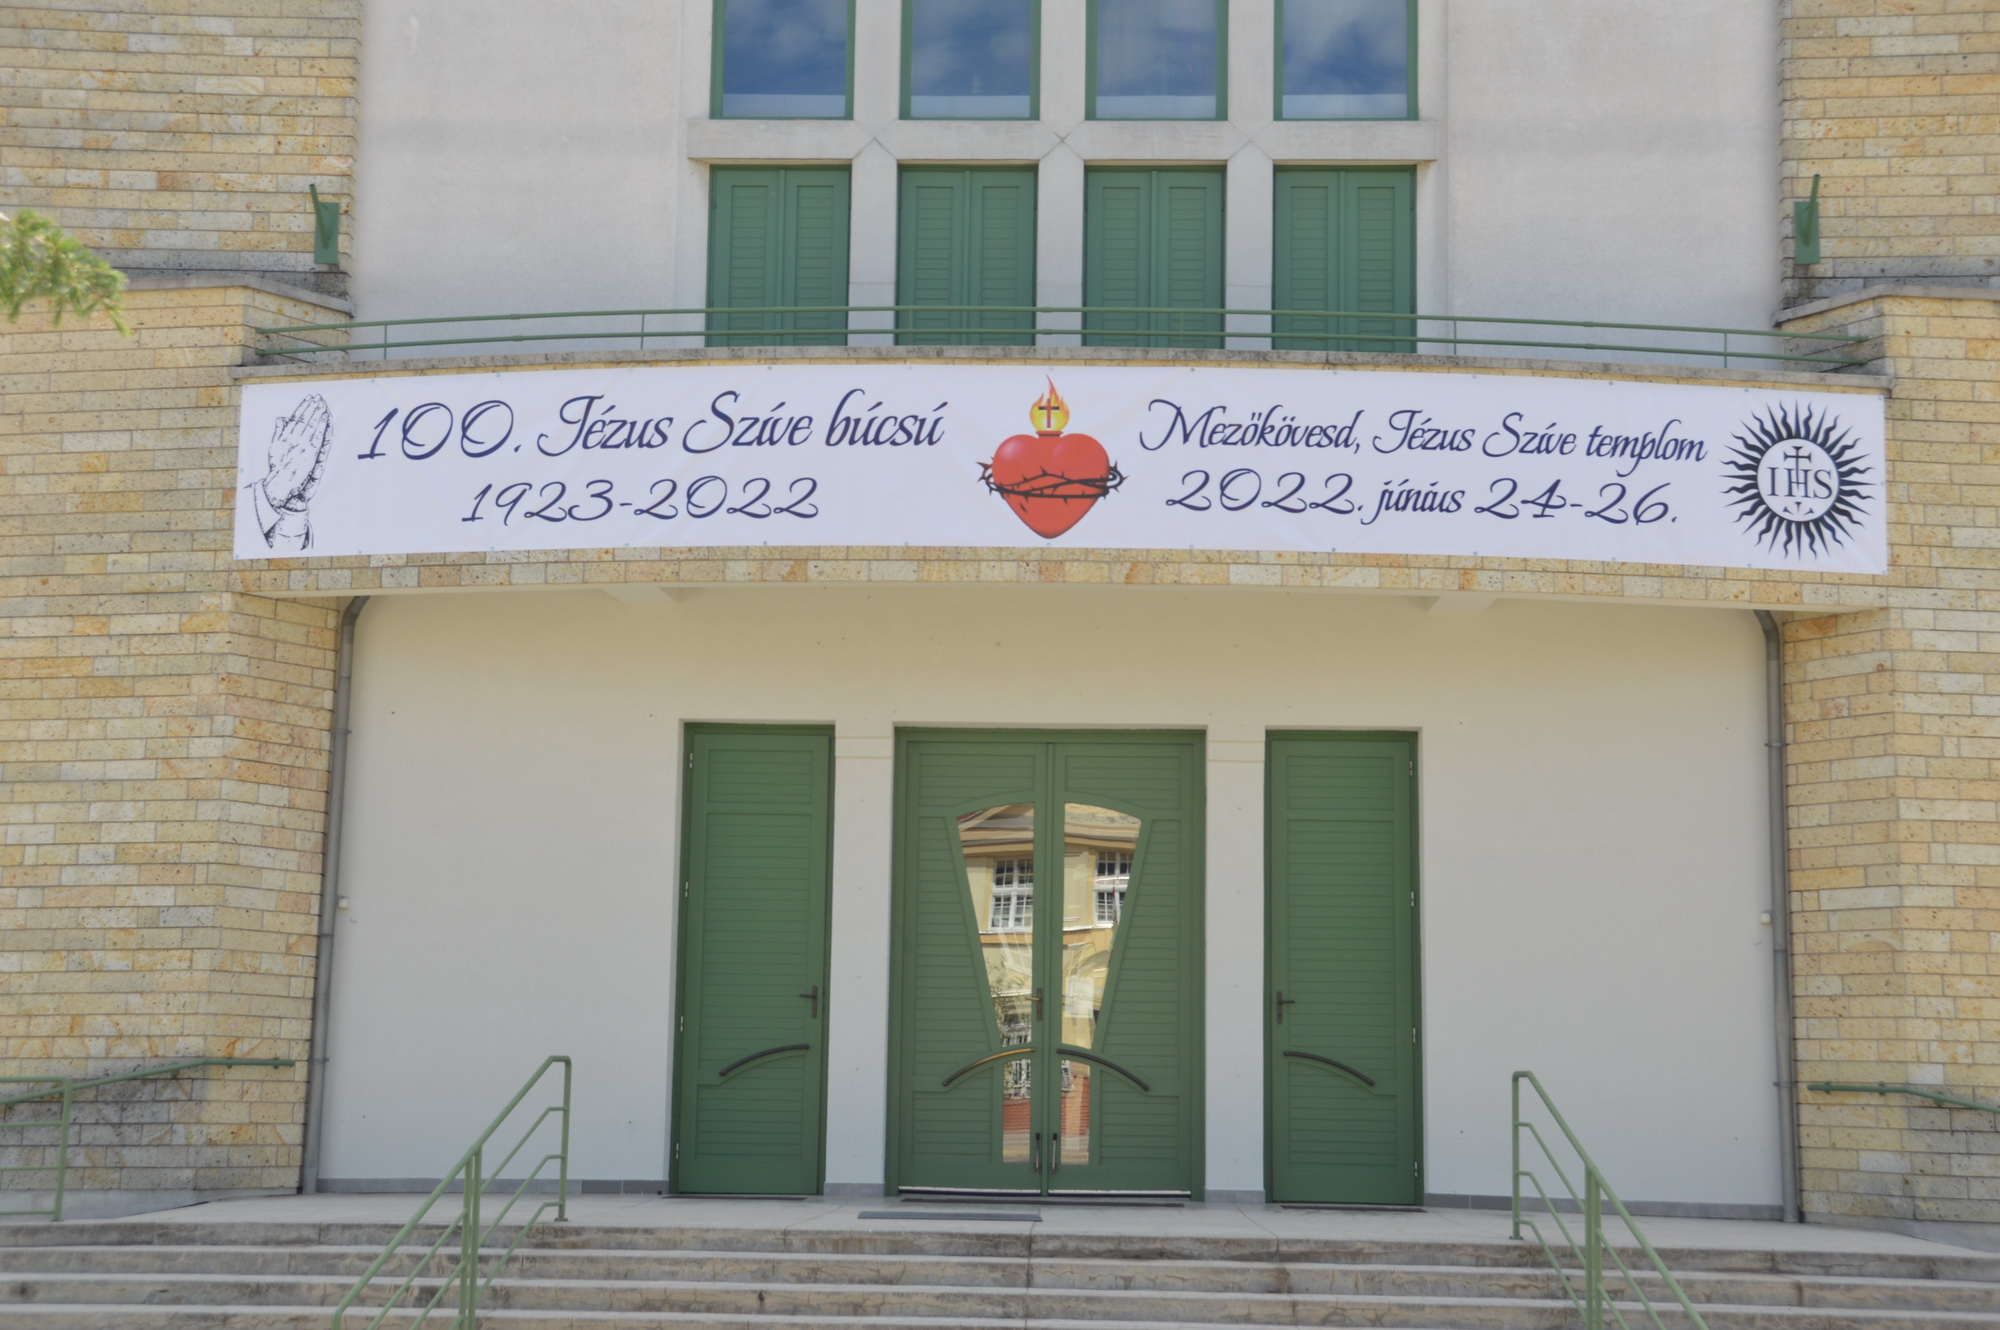 100. Jézus Szíve búcsú
1923-2022
Mezőkövesd, Jézus Szíve templom
2022. június 24-26.
IHS